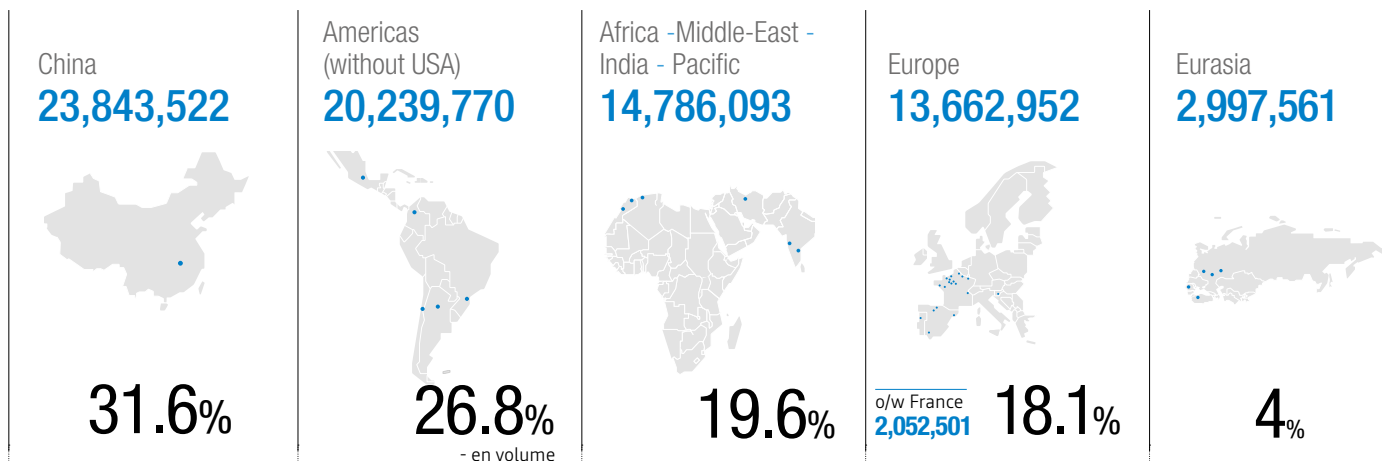 China
23,843,522
31.6%
Americas
(without USA)
20,239,770
26.8%
- en volume
Africa -Middle-East -
India - Pacific
14,786,093
19.6%
Europe
13,662,952
o/w France
2,052,501
18.1%
Eurasia
2,997,561
4%